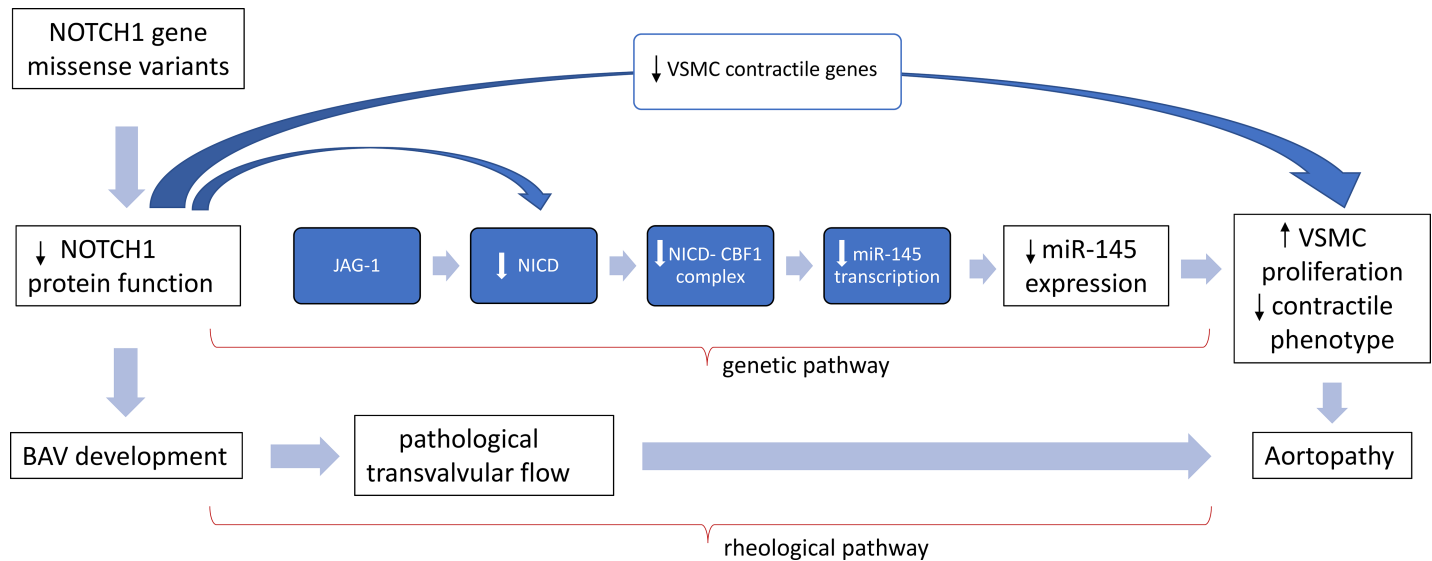 NOTCH1 gene
missense variants
↓ VSMC contractile genes
↓ NOTCH1
protein function
JAG-1
↓ NICD
↓ NICD- CBF1
complex
↓ miR-145
transcription
↓ miR-145
expression
↑ VSMC
proliferation
↓ contractile
phenotype
genetic pathway
BAV development
pathological
transvalvular flow
Aortopathy
rheological pathway